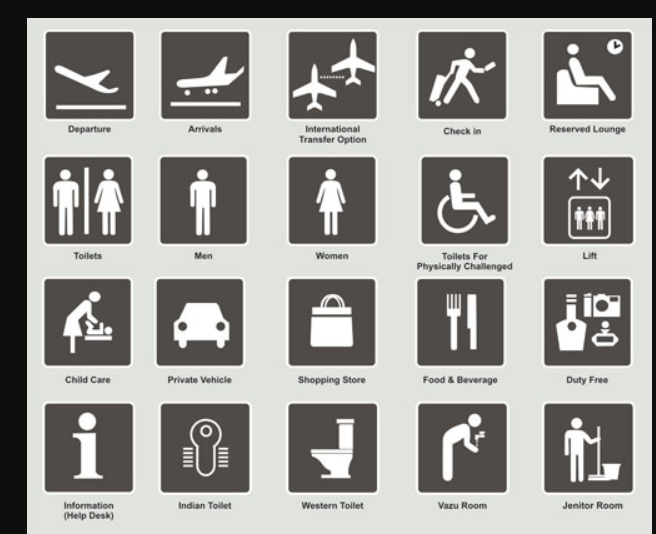 Departure
Arrivals
International
Transfer Option
Check in
Reserved Lounge
Toilets
Men
Women
Toilets For
Physically Challenged
Lift
Child Care
Private Vehicle
Shopping Store
Food & Beverage
Duty Free
Information
(Help Desk)
Indian Toilet
Western Toilet
Vazu Room
Jenitor Room